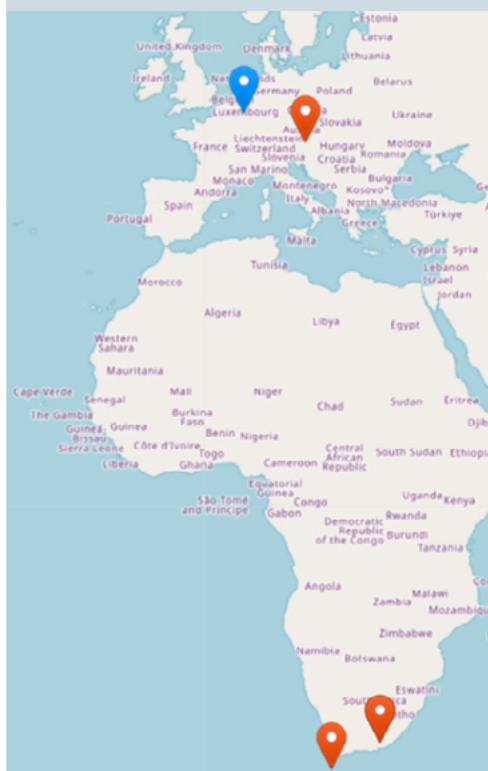 Estonia
Latvia
United Kingdom
Denmark
Lithuania
Ireland
Belarus
Germany
Poland
Luxembourg
Ukraine
Slovakia
Liechtenstein
France
Switzerland
Hungary
Moldova
Slovenia
Croatia
Romania
San Marino
Serbia
Monaco
Bulgaria
Andorra
Montenegro
Kosovo*
Italy
Spain
North Macedonia
Albania
Portugal
Greece
Türkiye
Malta
Cyprus
Syria
Lebanon
Israel
Jordan
Tunisia
Morocco
Algeria
Libya
Egypt
Western
Sahara
Mauritania
Cape Verde
Mali
Niger
Chad
Sudan
Eritrea
Senegal
The Gambia
Burkina
Faso
Guinea-
Bissau
Guinea
Benin
Nigeria
Sierra Leone
Côte d'Ivoire
Togo
Central
African
Republic
South Sudan
Liberia
Ghana
Cameroon
Equatorial
Guinea
São Tomé
and Príncipe
Congo
Gabon
Uganda
Kenya
Democratic
Republic
of the Congo
Rwanda
Burundi
Tanzania
Angola
Malawi
Zambia
Zimbabwe
Namibia
Botswana
Eswatini